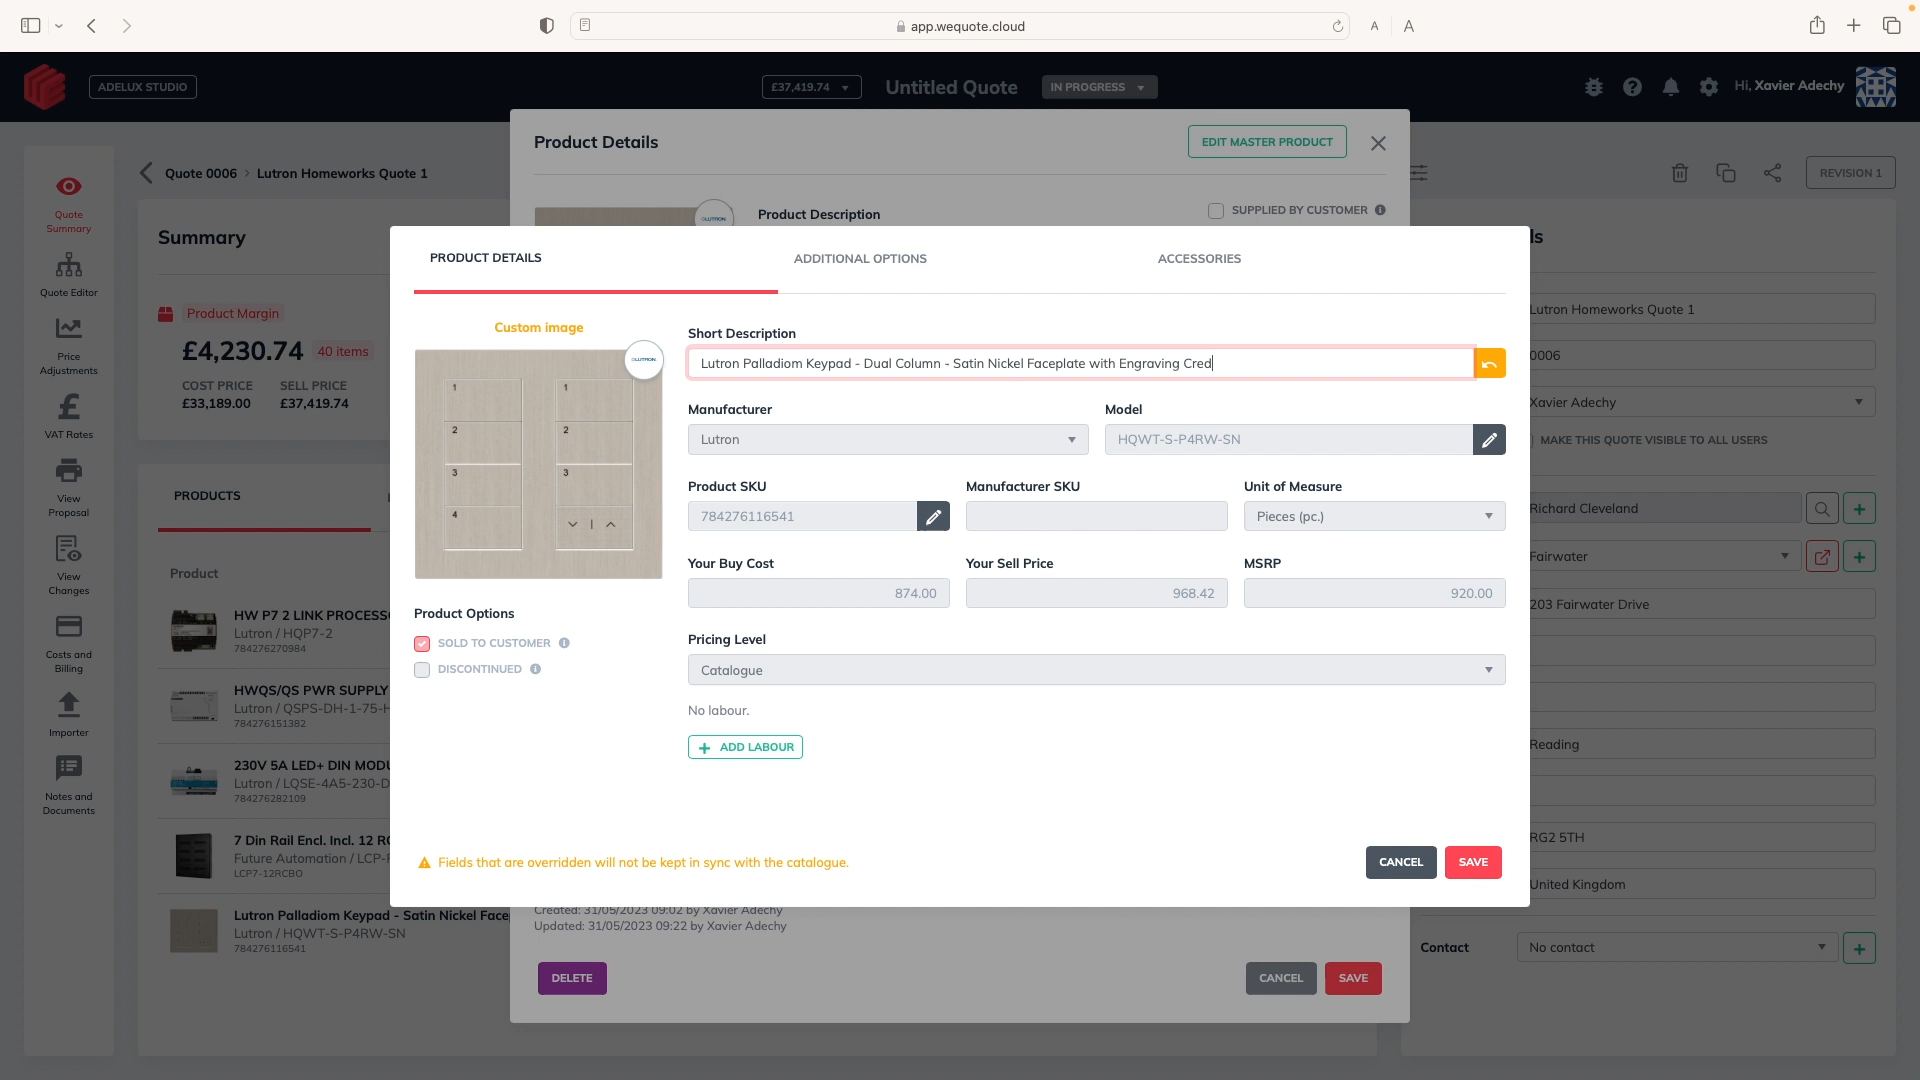 app.wequote.cloud
A
A
ADELUX STUDIO
£37,419.74
Untitled Quote
IN PROGRESS
Hi, Xavier Adechy
Product Details
EDIT MASTER PRODUCT
Quote 0006 › Lutron Homeworks Quote 1
REVISION 1
Product Description
SUPPLIED BY CUSTOMER
LUTRON
Quote
Summary
Quote Editor
Price
Adjustments
VAT Rates
View
Proposal
View
Changes
Costs and
Billing
Importer
Notes and
Documents
Summary
Product Margin
£4,230.74
40 items
COST PRICE
SELL PRICE
£33,189.00
£37,419.74
PRODUCTS
Product
HW P7 2 LINK PROCESSO
Lutron / HQP7-2
784276270984
HWQS/QS PWR SUPPLY
Lutron / QSPS-DH-1-75-H
784276151382
230V 5A LED+ DIN MODU
Lutron / LQSE-4A5-230-D
784276282109
7 Din Rail Encl. Incl. 12 RC
Future Automation / LCP-
LCP7-12RCBO
Lutron Palladiom Keypad - Satin Nickel Face
Lutron / HQWT-S-P4RW-SN
784276116541
PRODUCT DETAILS
ADDITIONAL OPTIONS
ACCESSORIES
Custom image
LUTRON
1
1
2
2
3
3
4
Product Options
SOLD TO CUSTOMER
DISCONTINUED
Short Description
Lutron Palladiom Keypad - Dual Column - Satin Nickel Faceplate with Engraving Cred
Manufacturer
Model
Lutron
HQWT-S-P4RW-SN
Product SKU
Manufacturer SKU
Unit of Measure
784276116541
Pieces (pc.)
Your Buy Cost
Your Sell Price
MSRP
874.00
968.42
920.00
Pricing Level
Catalogue
No labour.
ADD LABOUR
Fields that are overridden will not be kept in sync with the catalogue.
CANCEL
SAVE
Created: 31/05/2023 09:02 by Xavier Adechy
Updated: 31/05/2023 09:22 by Xavier Adechy
DELETE
CANCEL
SAVE
ls
Lutron Homeworks Quote 1
0006
Xavier Adechy
MAKE THIS QUOTE VISIBLE TO ALL USERS
Richard Cleveland
Fairwater
203 Fairwater Drive
Reading
RG2 5TH
United Kingdom
Contact
No contact